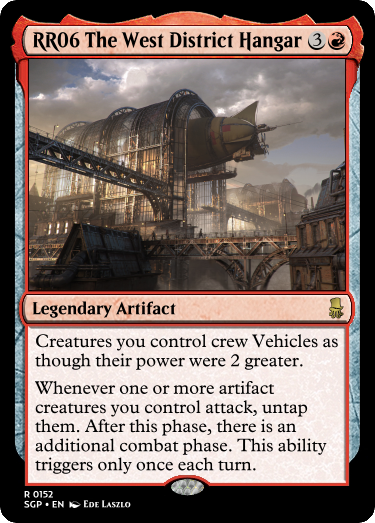 RR06 The West District Hangar 3
Legendary Artifact
Creatures you control crew Vehicles as
though their power were 2 greater.
Whenever one or more artifact
creatures you control attack, untap
them. After this phase, there is an
additional combat phase. This ability
triggers only once each turn.
R 0152
SGP • EN Ede Laszlo